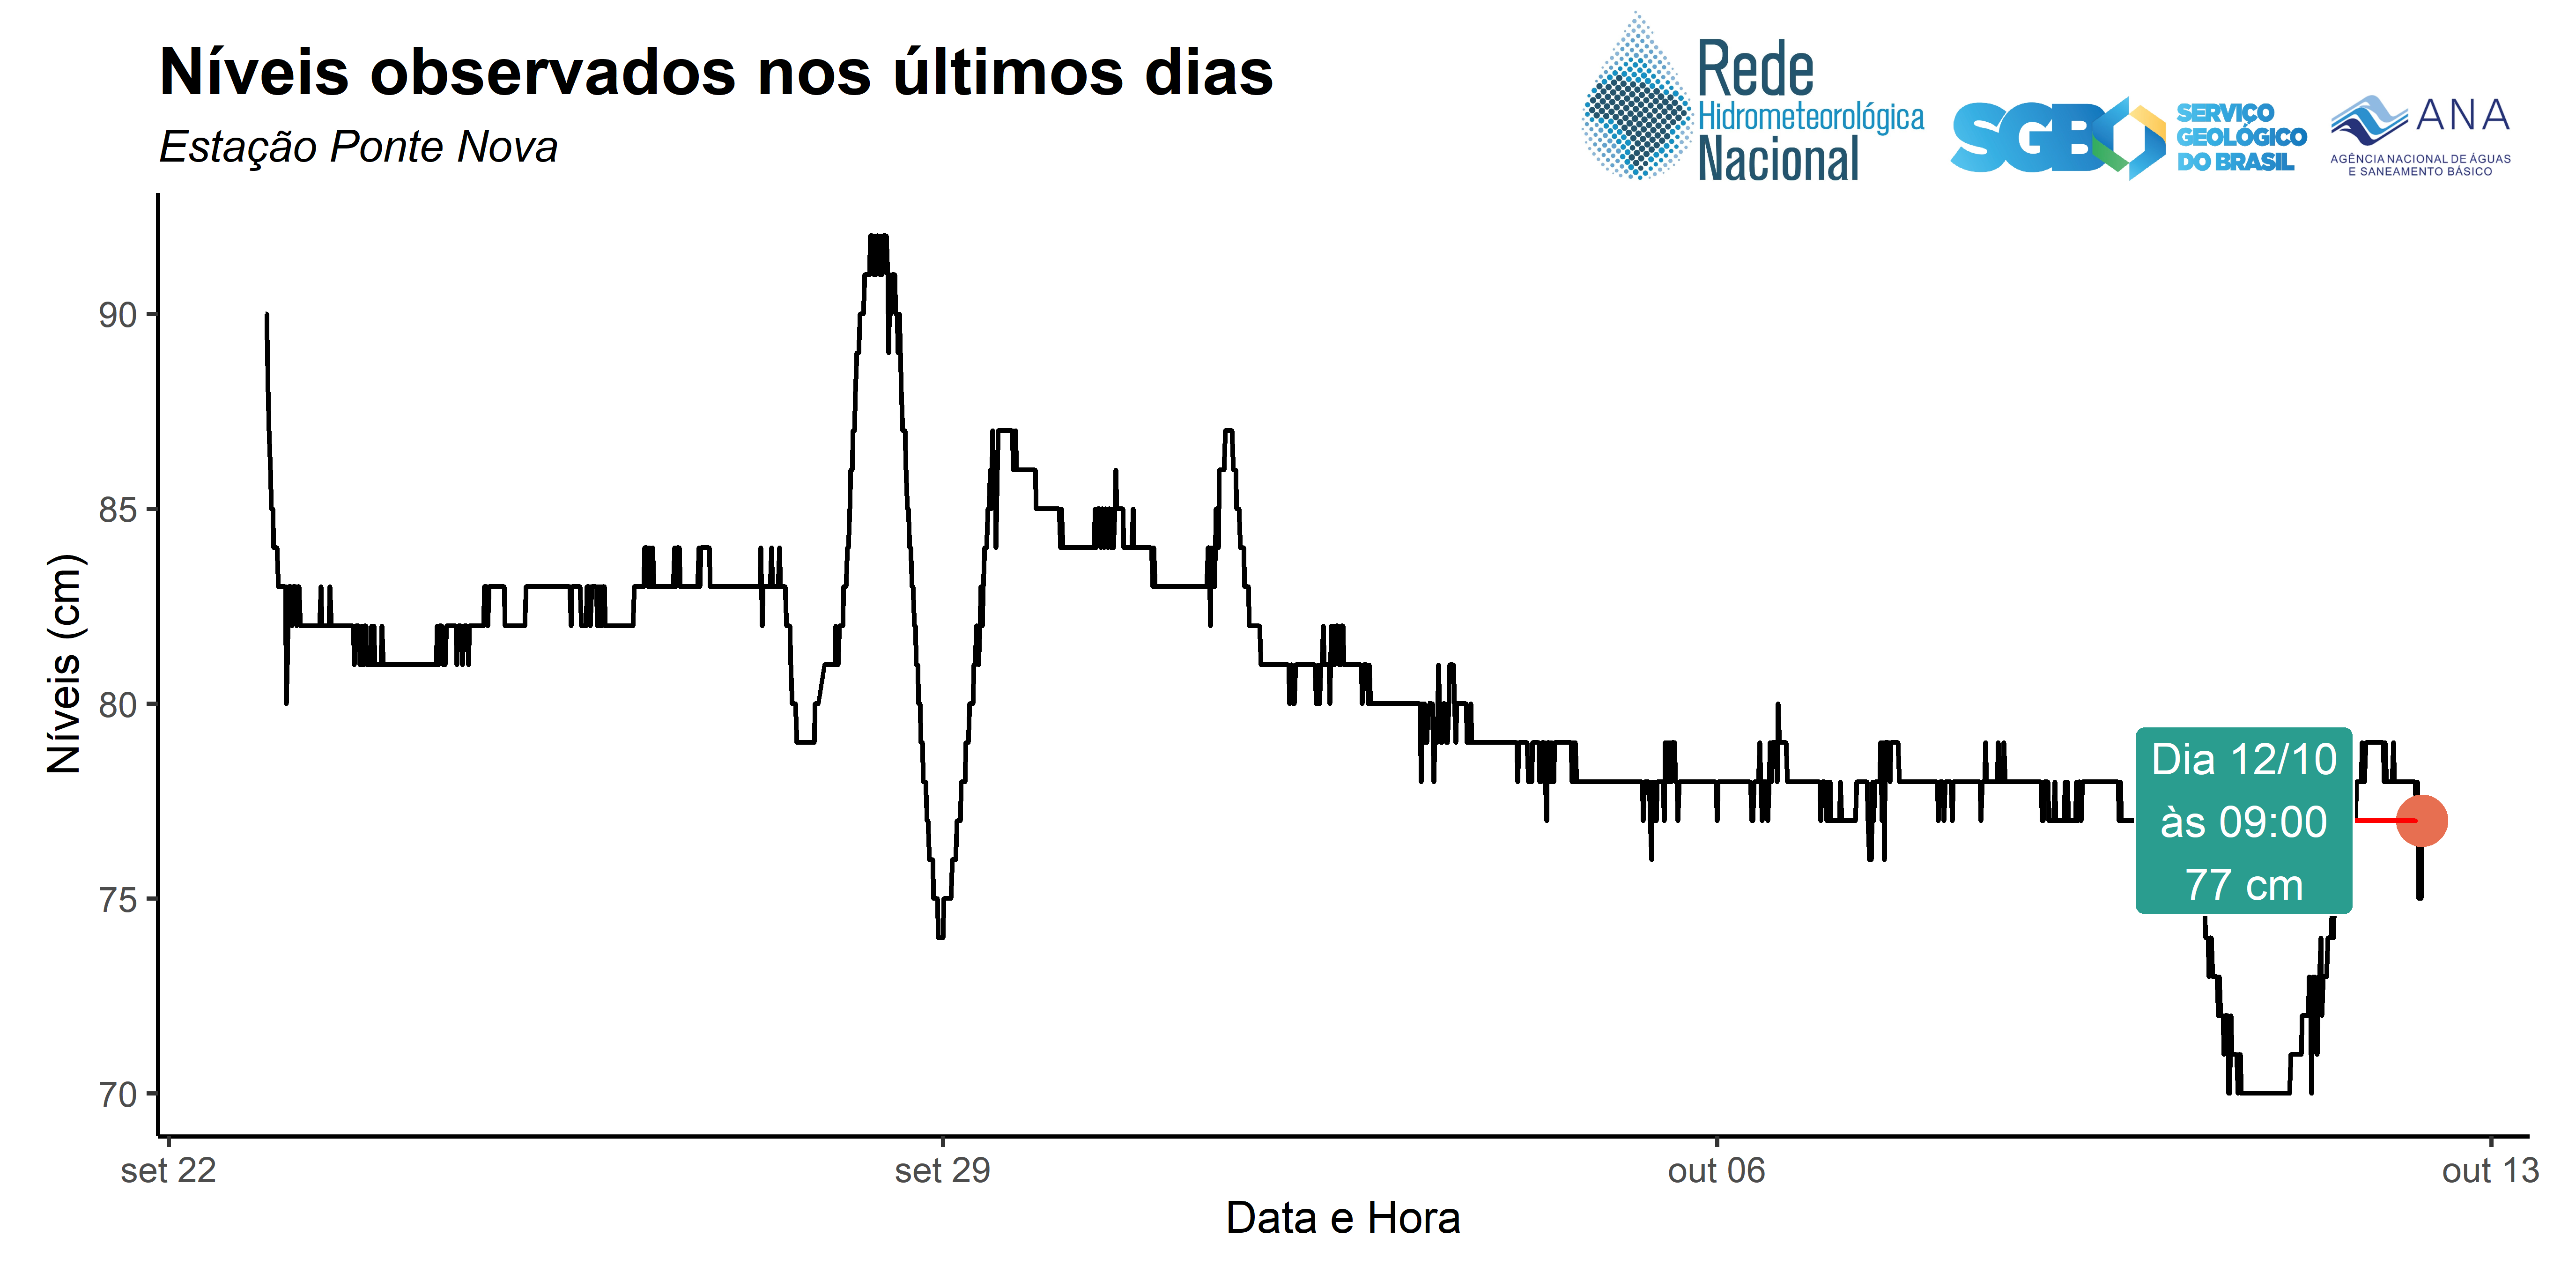 Níveis observados nos últimos dias
Estação Ponte Nova
Rede
Hidrometeorológica
Nacional
SGB
SERVIÇO
GEOLÓGICO
DO BRASIL
ANA
AGÊNCIA NACIONAL DE ÁGUAS
E SANEAMENTO BÁSICO
Níveis (cm)
90
85
80
75
70
Dia 12/10
às 09:00
77 cm
set 22
set 29
out 06
out 13
Data e Hora